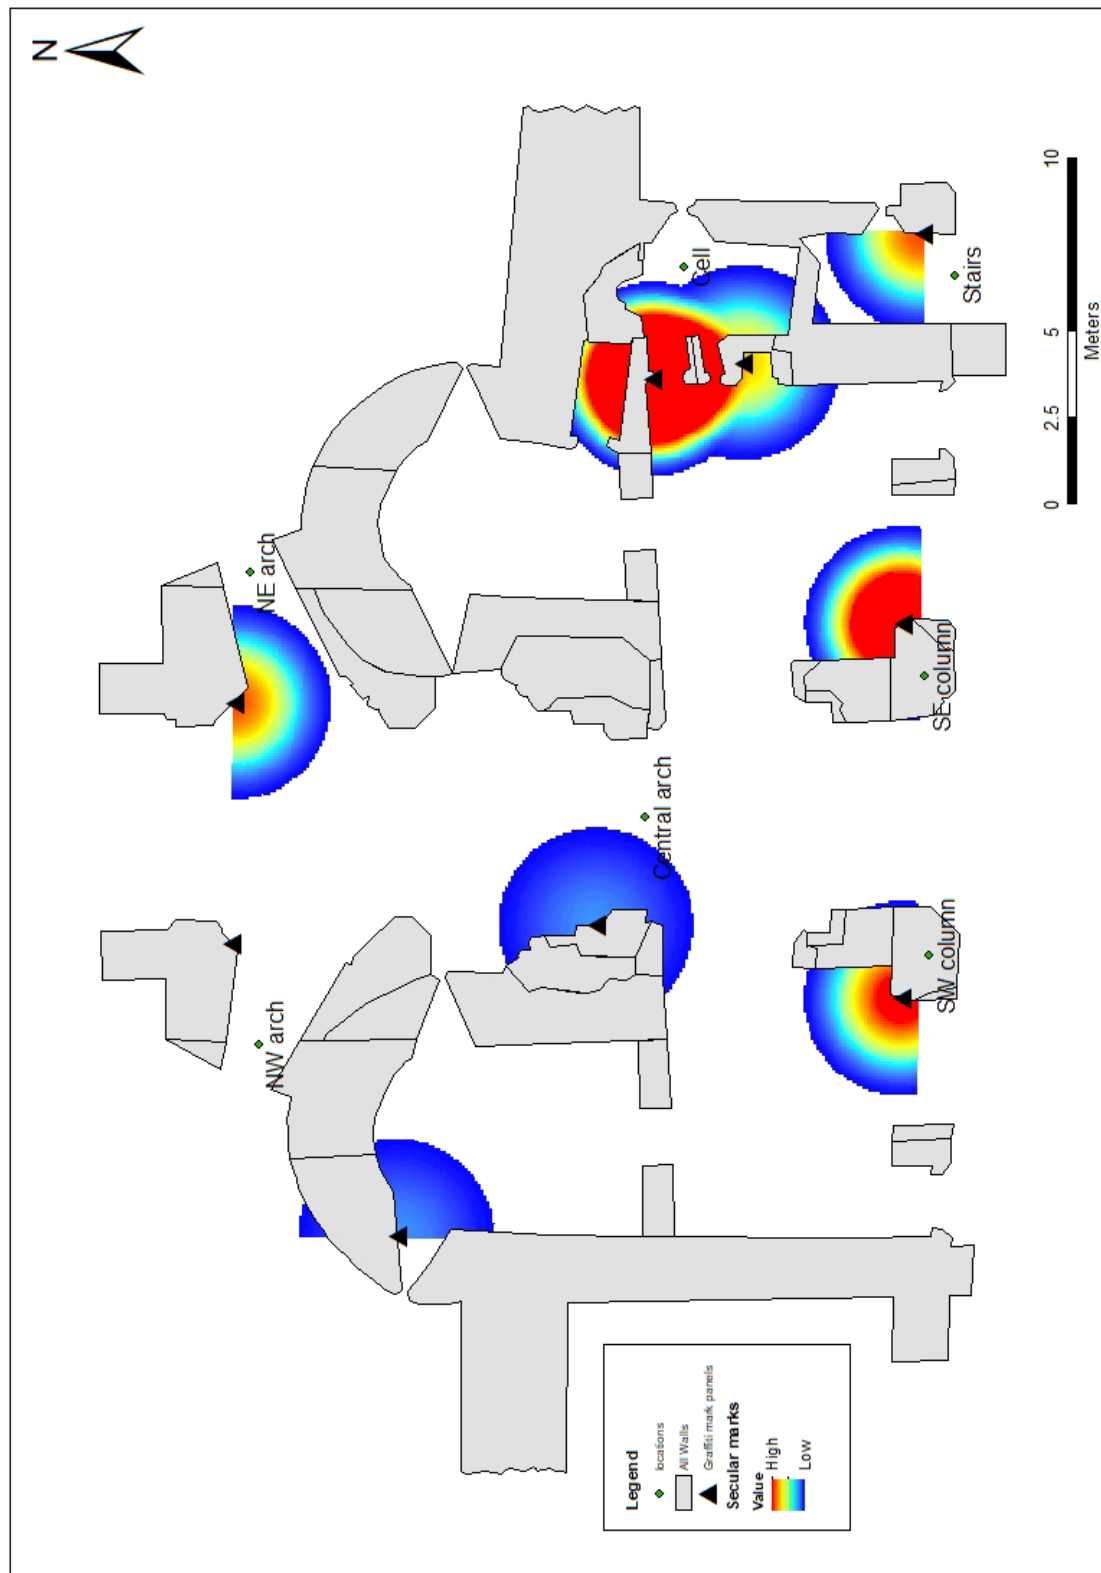 N
NE arch
NW arch
Central arch
Cell
Stairs
SE column
SW column
0 2.5 5 10
Meters
Legend
locations
All Walls
Graffiti mark panels
Secular marks
Value
High
Low